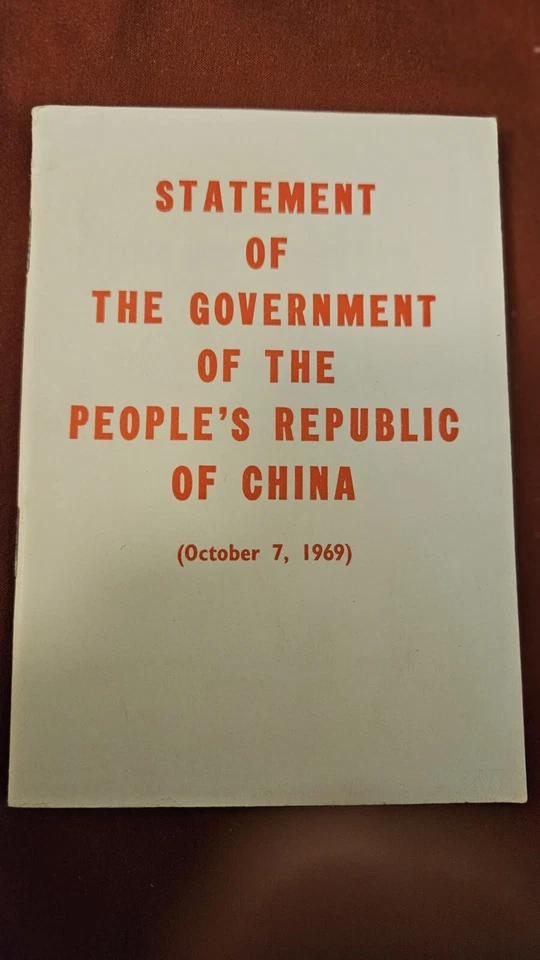 STATEMENT
OF
THE GOVERNMENT
OF THE
PEOPLE'S REPUBLIC
OF CHINA
(October 7, 1969)